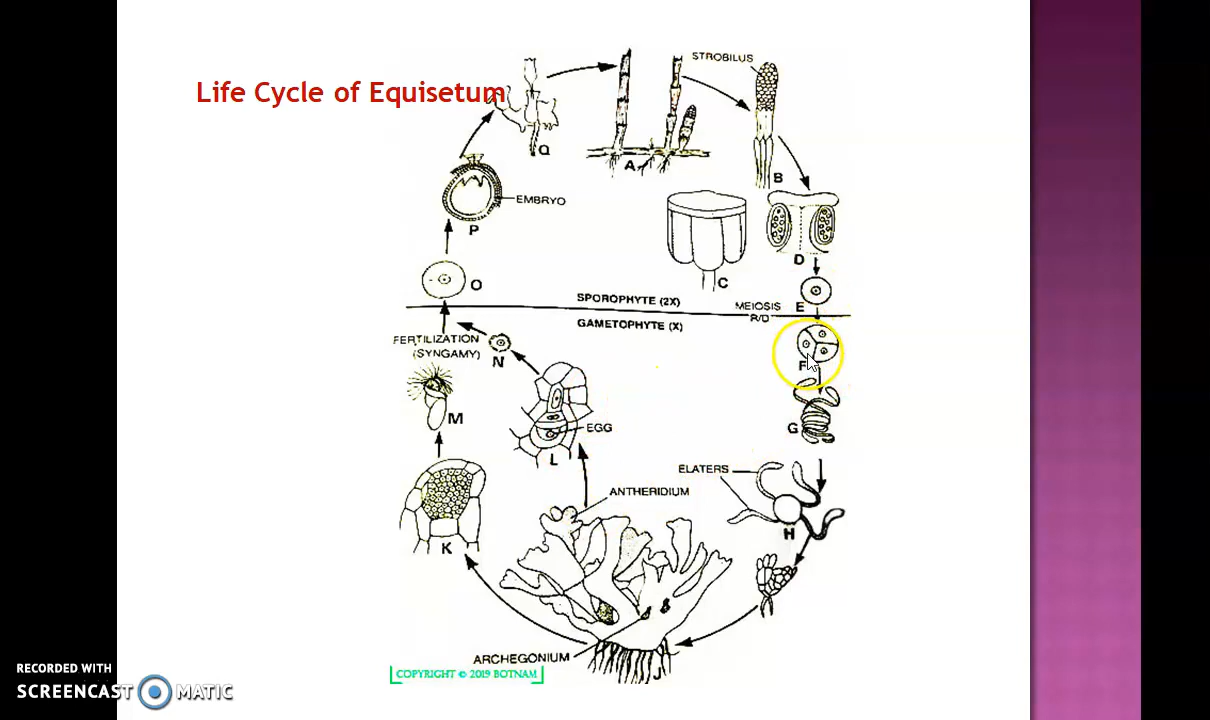 Life Cycle of Equisetum
STROBILUS
Q
A
B
EMBRYO
P
C
D
O
E
SPOROPHYTE (2X)
MEIOSIS
R/D
GAMETOPHYTE (X)
FERTILIZATION
(SYNGAMY)
N
F
M
EGG
G
L
ELATERS
ANTHERIDIUM
H
K
ARCHEGONIUM
COPYRIGHT © 2019 BOTNAM
RECORDED WITH
SCREENCAST MATIC